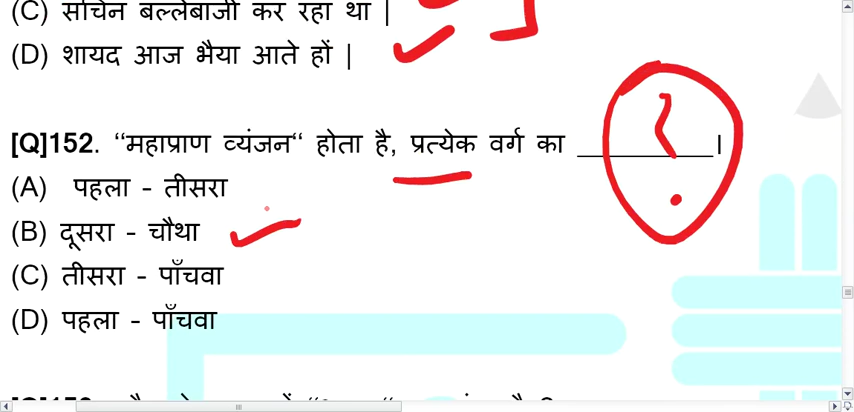 (C) सचिन बल्लेबाजी कर रहा था |
(D) शायद आज भैया आते हों |
[Q]152. “महाप्राण व्यंजन“ होता है, प्रत्येक वर्ग का __________।
(A) पहला - तीसरा
(B) दूसरा - चौथा
(C) तीसरा - पाँचवा
(D) पहला - पाँचवा